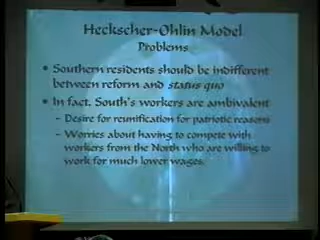 Heckscher-Ohlin Model
Problems
• Southern residents should be indifferent
between reform and status quo
• In fact, South's workers are ambivalent
– Desire for reunification for patriotic reasons
– Worries about having to compete with
workers from the North who are willing to
work for much lower wages.